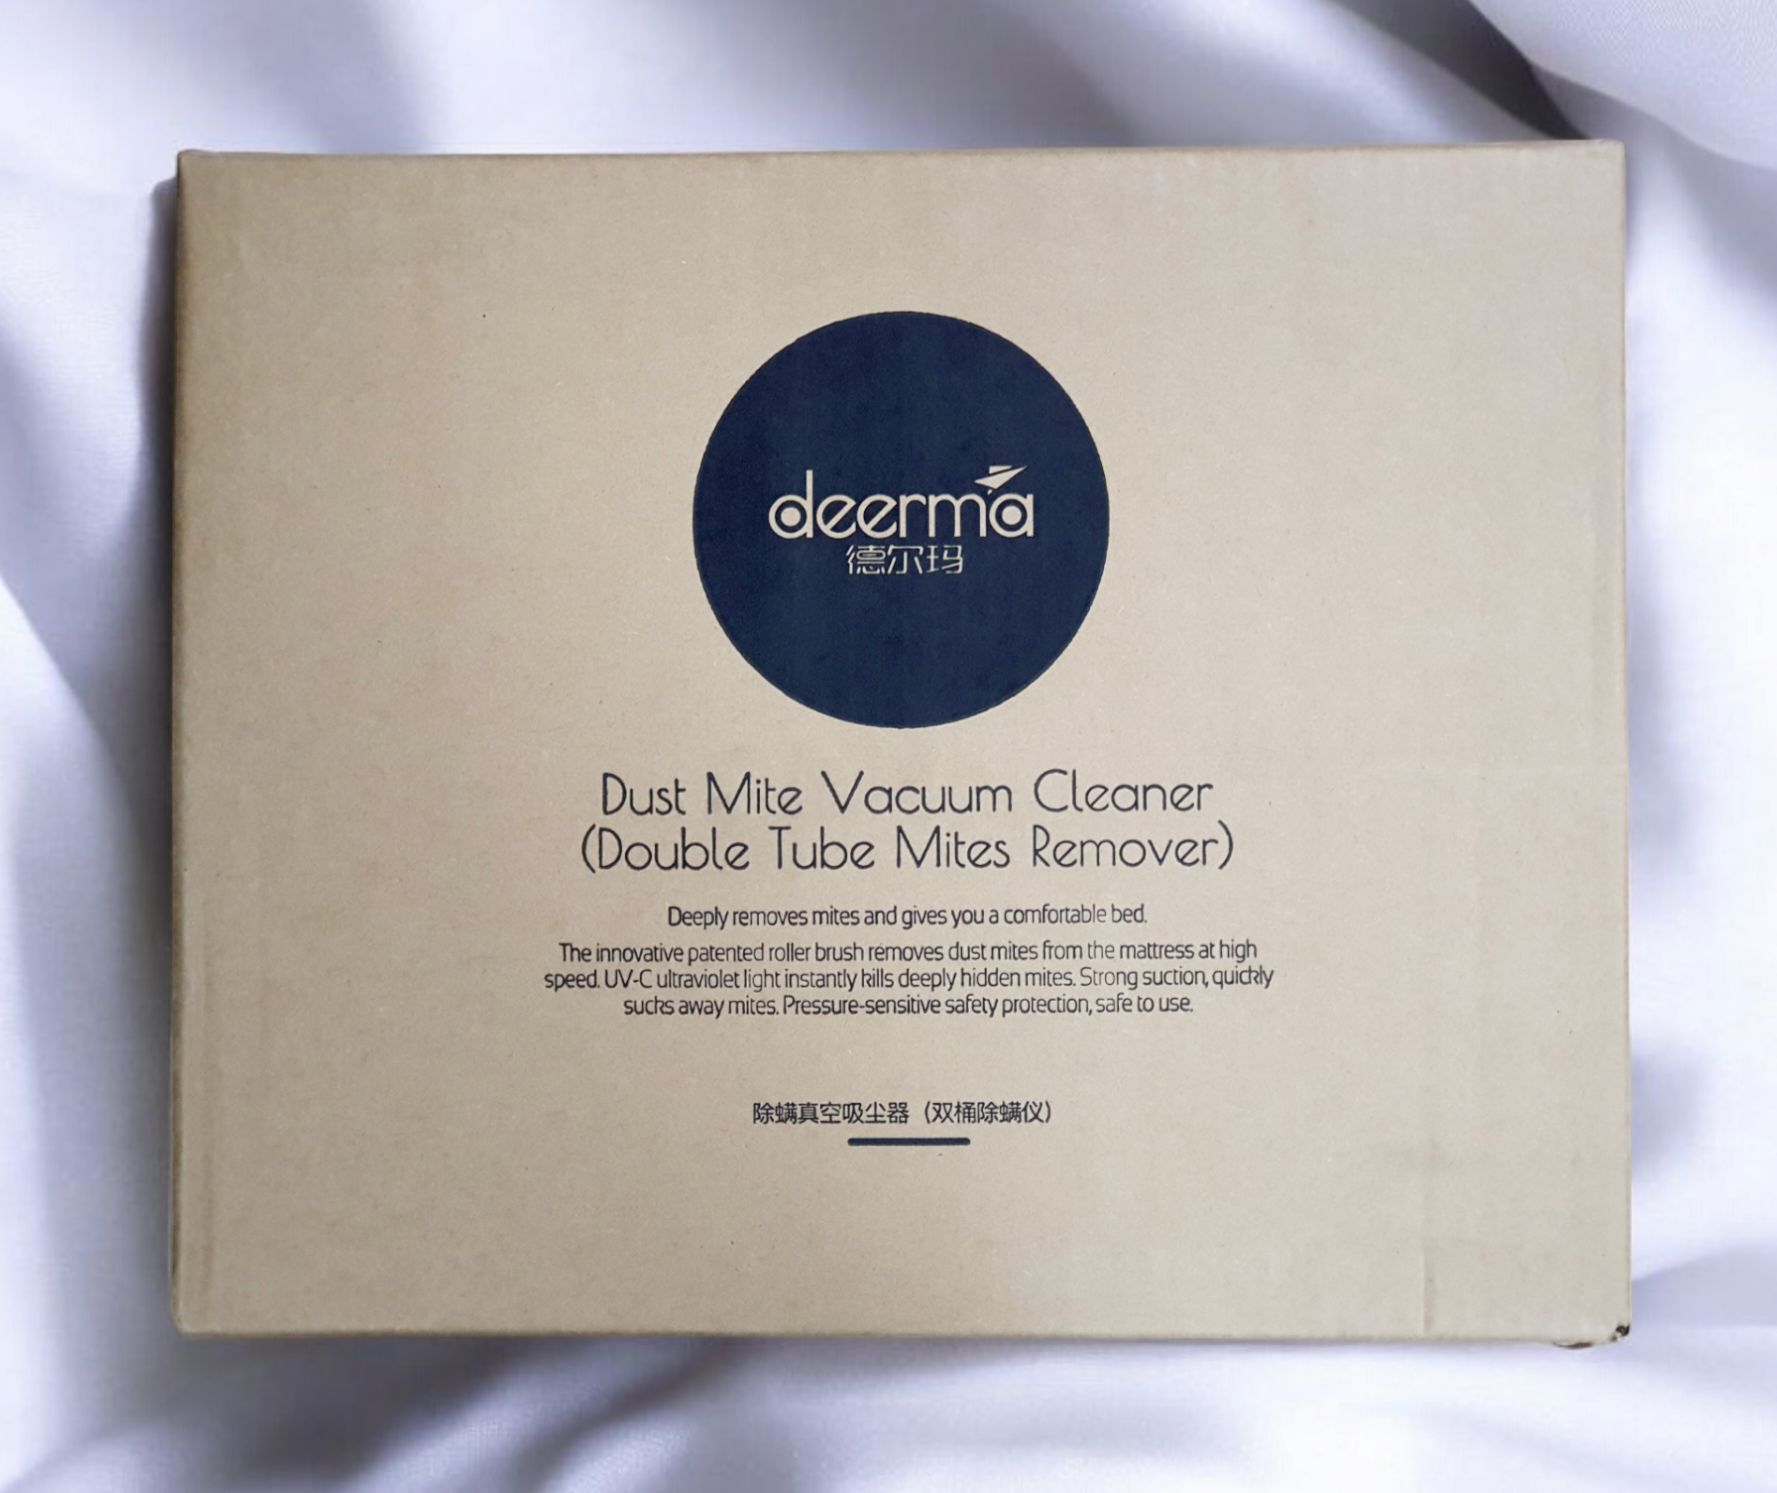 deerma
德尔玛
Dust Mite Vacuum Cleaner
(Double Tube Mites Remover)
Deeply removes mites and gives you a comfortable bed.
The innovative patented roller brush removes dust mites from the mattress at high
speed. UV-C ultraviolet light instantly kills deeply hidden mites. Strong suction, quickly
sucks away mites. Pressure-sensitive safety protection, safe to use.
除螨真空吸尘器（双桶除螨仪）